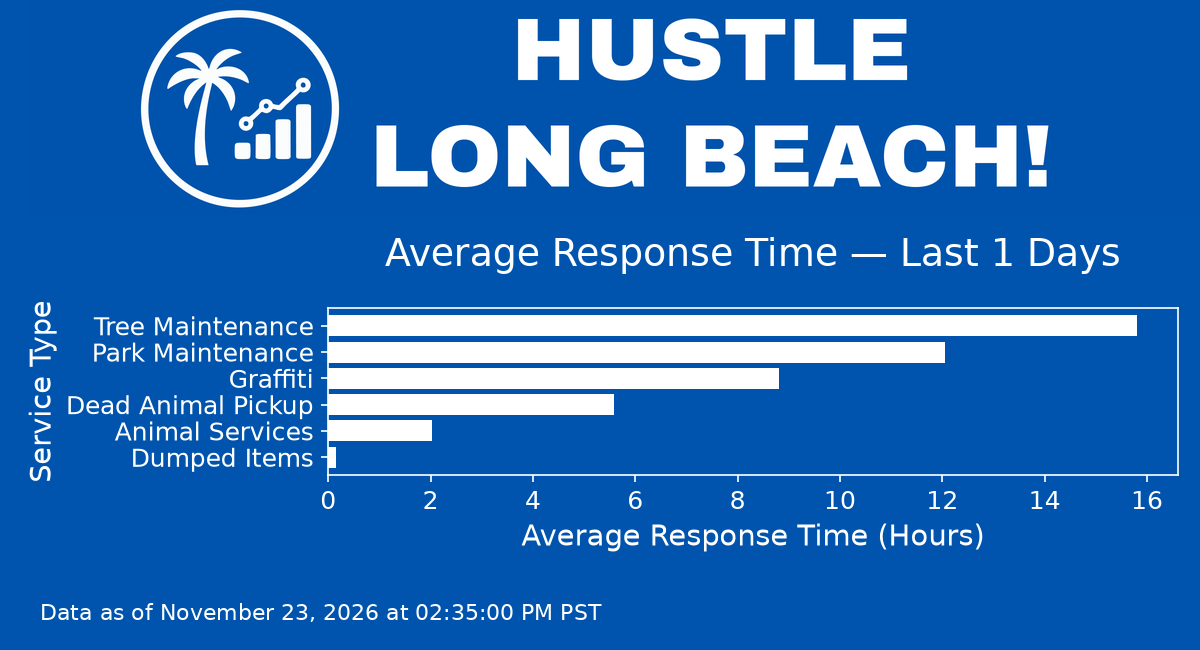 HUSTLE
LONG BEACH!
Average Response Time — Last 1 Days
Service Type
Tree Maintenance
Park Maintenance
Graffiti
Dead Animal Pickup
Animal Services
Dumped Items
0 2 4 6 8 10 12 14 16
Average Response Time (Hours)
Data as of November 23, 2026 at 02:35:00 PM PST